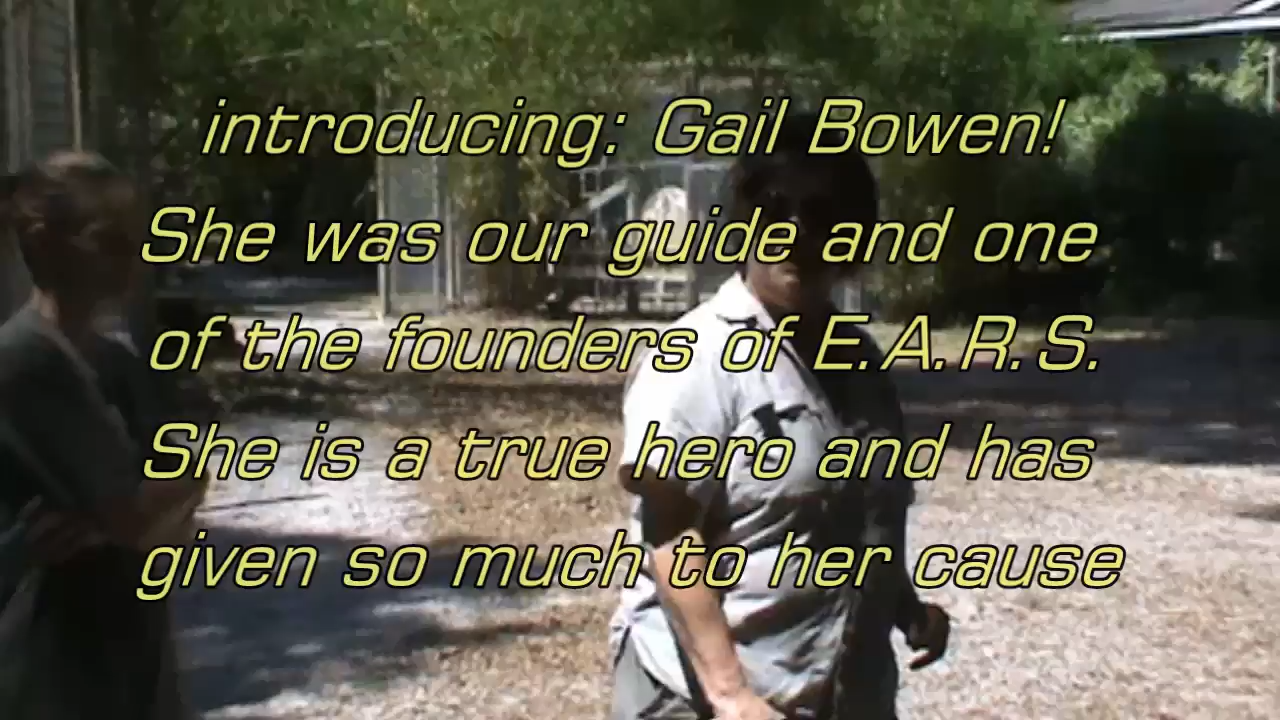 introducing: Gail Bowen!
She was our guide and one
of the founders of E.A.R.S.
She is a true hero and has
given so much to her cause